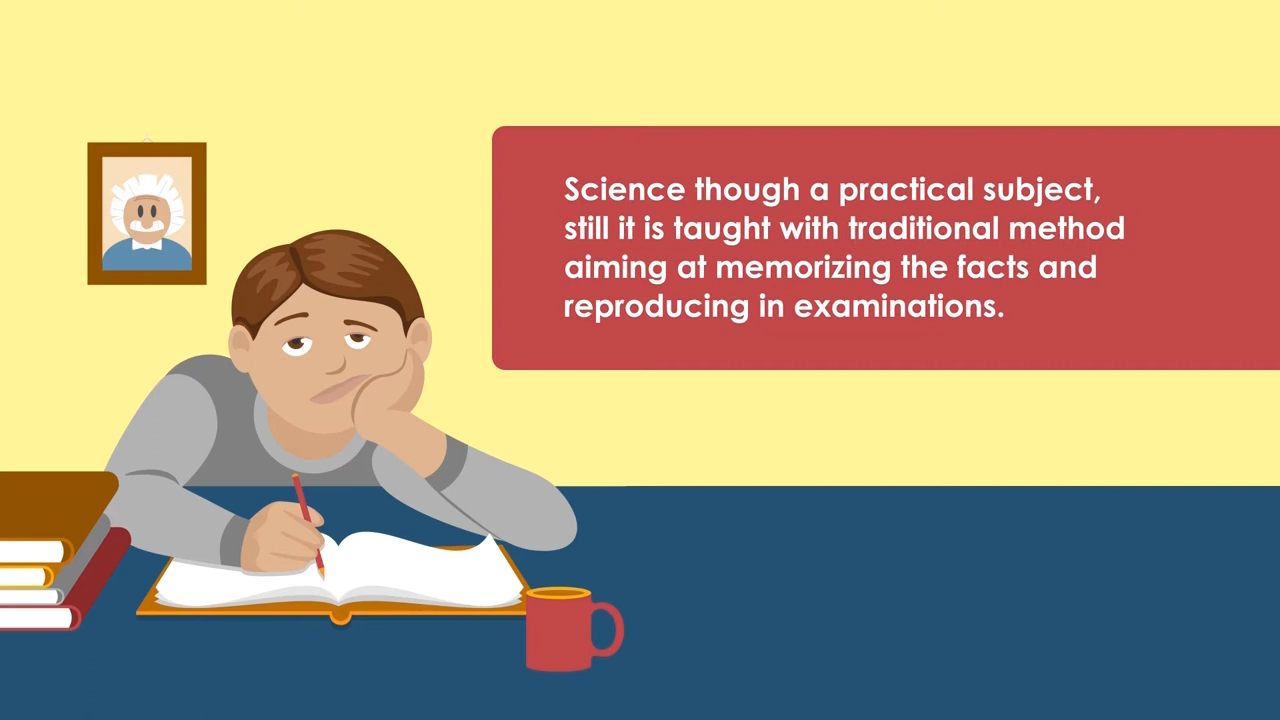 Science though a practical subject,
still it is taught with traditional method
aiming at memorizing the facts and
reproducing in examinations.